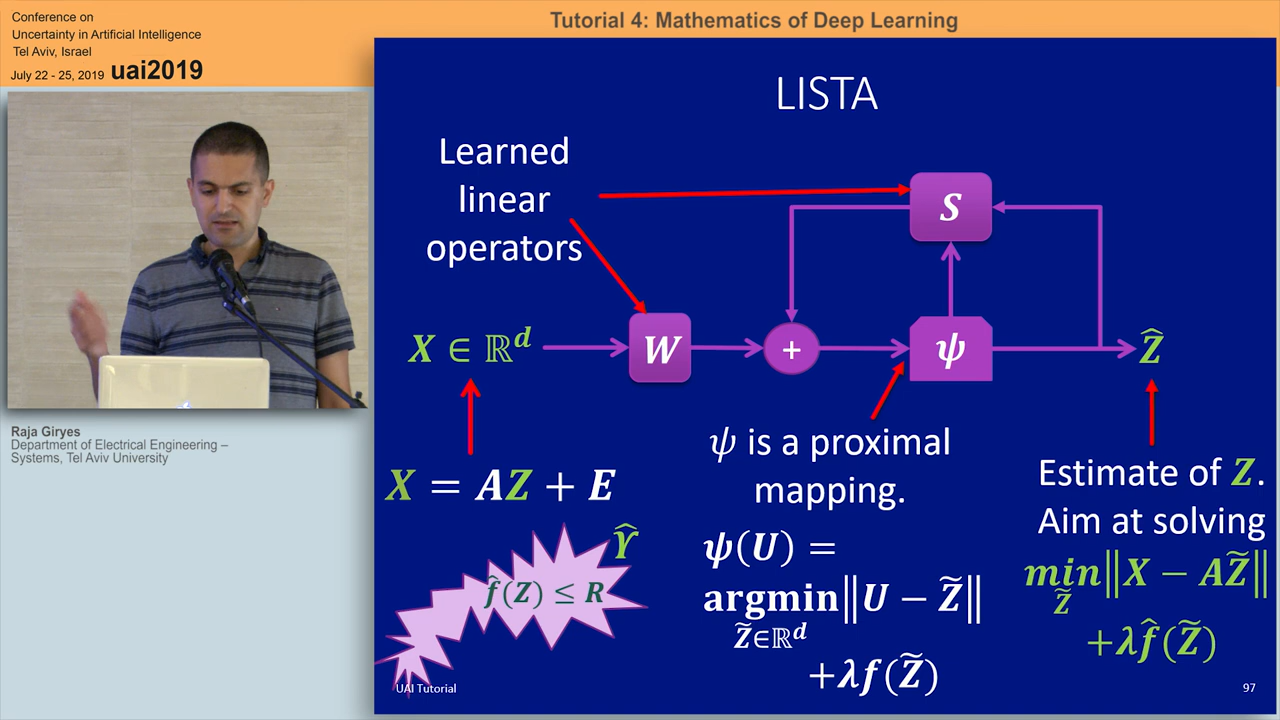 Conference on
Uncertainty in Artificial Intelligence
Tel Aviv, Israel
July 22 - 25, 2019 uai2019
Tutorial 4: Mathematics of Deep Learning
LISTA
Learned
linear
operators
S
X ∈ ℝᵈ
W
+
ψ
Ẑ
X = AZ + E
Ŷ
f̂(Z) ≤ R
ψ is a proximal
mapping.
ψ(U) =
argmin‖U − Z̃‖
Z̃∈ℝᵈ
+λf(Z̃)
Estimate of Z.
Aim at solving
min‖X − AZ̃‖
Z̃
+λf̂(Z̃)
Raja Giryes
Department of Electrical Engineering –
Systems, Tel Aviv University
UAI Tutorial
97